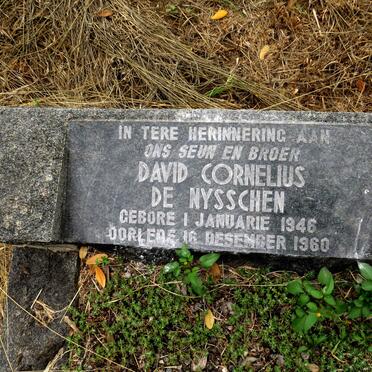 IN TERE HERINNERING AAN
ONS SEUN EN BROER
DAVID CORNELIUS
DE NYSSCHEN
GEBORE 1 JANUARIE 1946
OORLEDE 16 DESEMBER 1960